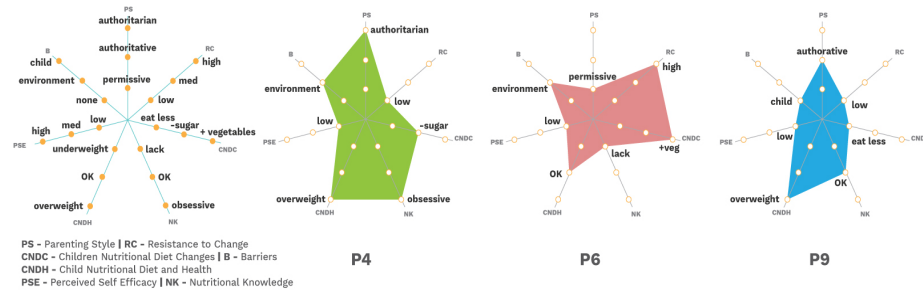 PS
authoritarian
authoritative
permissive
B
child
environment
none
RC
high
med
low
eat less
-sugar
+ vegetables
CNDC
high
med
low
PSE
underweight
OK
overweight
CNDH
lack
OK
obsessive
NK
PS
authoritarian
B
environment
RC
low
low
PSE
-sugar
CNDC
overweight
CNDH
obsessive
NK
P4
PS
permissive
B
environment
RC
high
low
PSE
CNDC
+veg
OK
lack
CNDH
NK
P6
PS
authorative
B
child
RC
low
low
PSE
CNDC
eat less
OK
overweight
CNDH
NK
P9
PS - Parenting Style | RC - Resistance to Change
CNDC - Children Nutritional Diet Changes | B - Barriers
CNDH - Child Nutritional Diet and Health
PSE - Perceived Self Efficacy | NK - Nutritional Knowledge